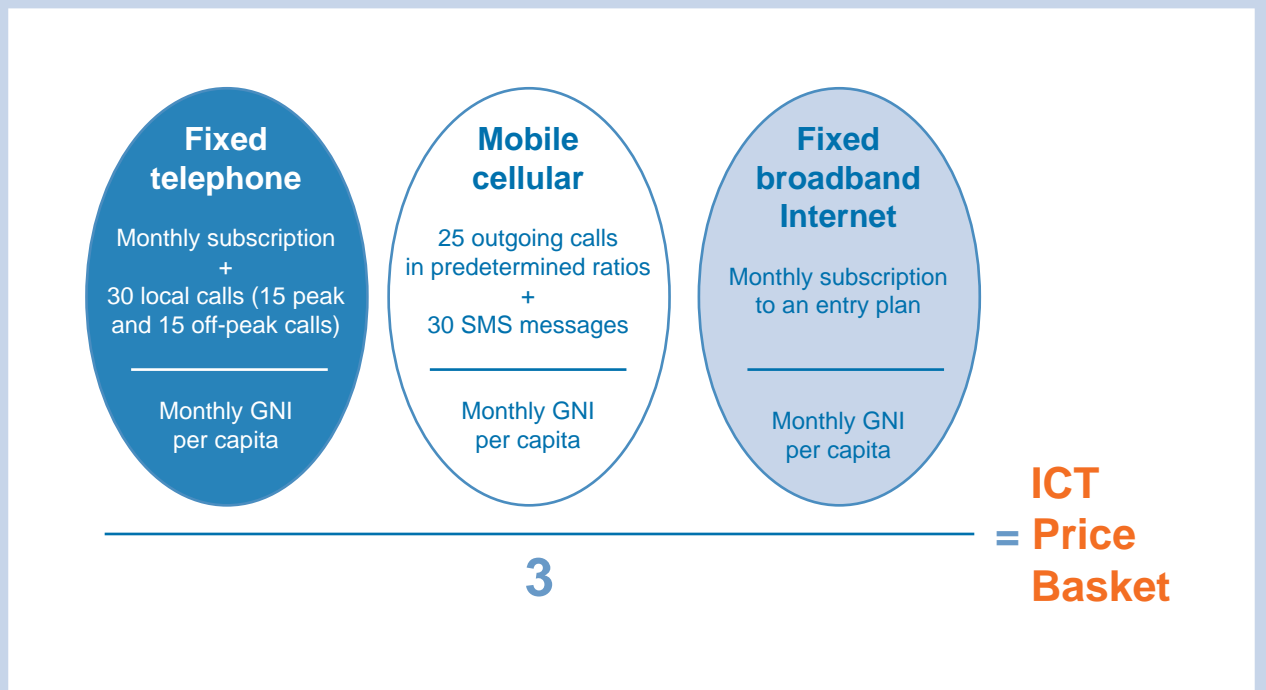 Fixed
telephone
Monthly subscription
+
30 local calls (15 peak
and 15 off-peak calls)
Monthly GNI
per capita
Mobile
cellular
25 outgoing calls
in predetermined ratios
+
30 SMS messages
Monthly GNI
per capita
Fixed
broadband
Internet
Monthly subscription
to an entry plan
Monthly GNI
per capita
3
=
ICT
Price
Basket